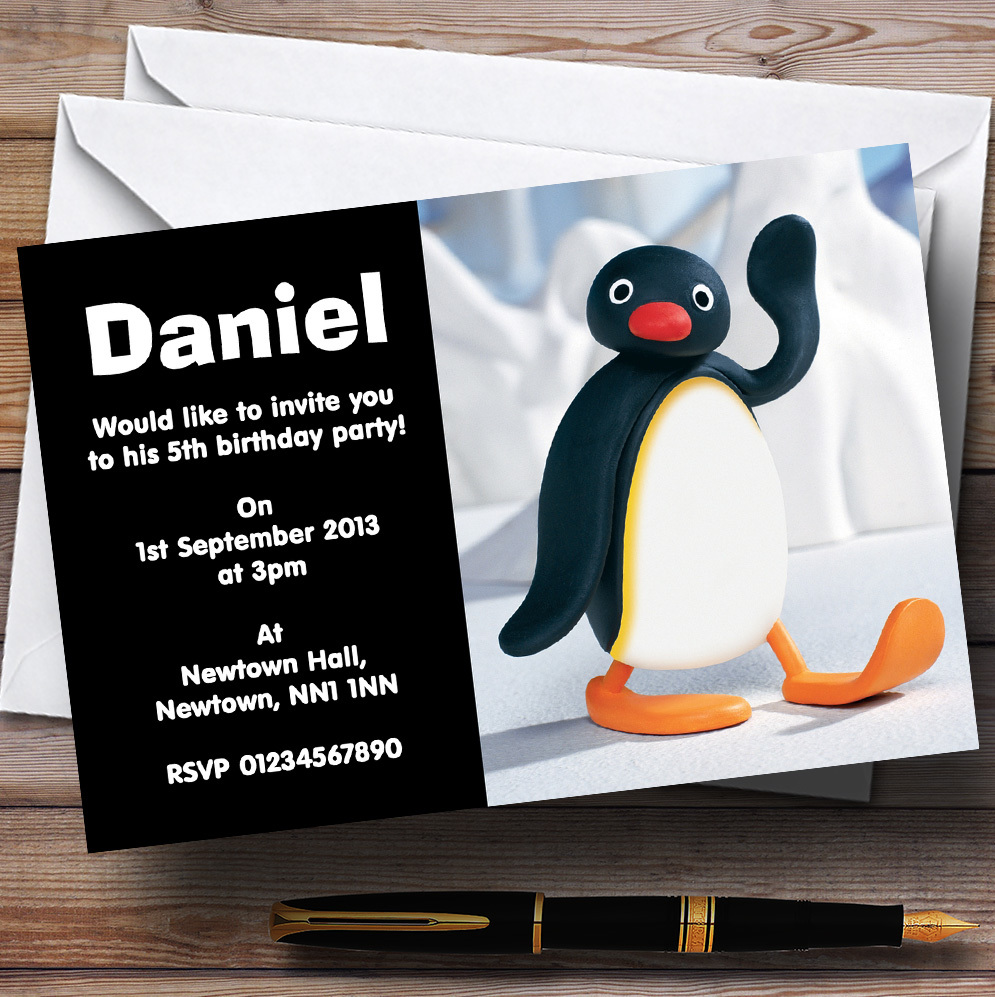 Daniel
Would like to invite you
to his 5th birthday party!
On
1st September 2013
at 3pm
At
Newtown Hall,
Newtown, NN1 1NN
RSVP 01234567890